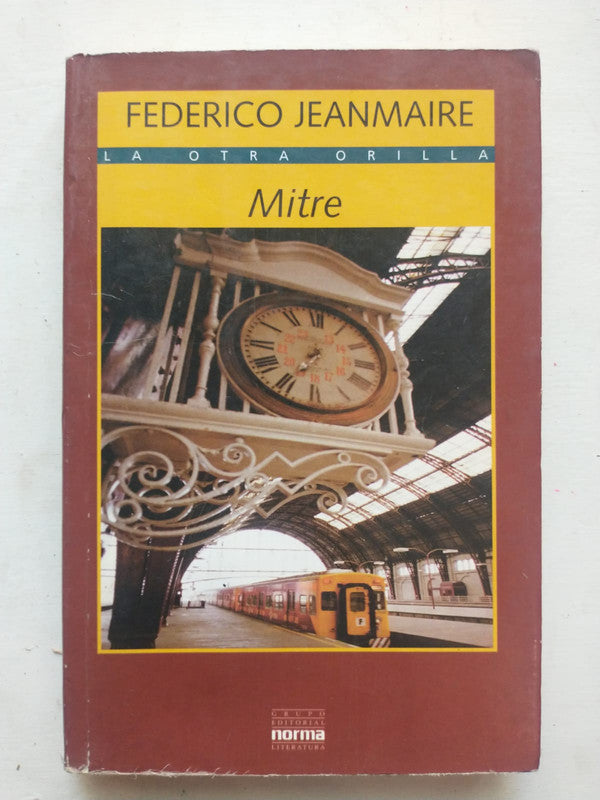 FEDERICO JEANMAIRE
LA OTRA ORILLA
Mitre
GRUPO
EDITORIAL
norma
LITERATURA